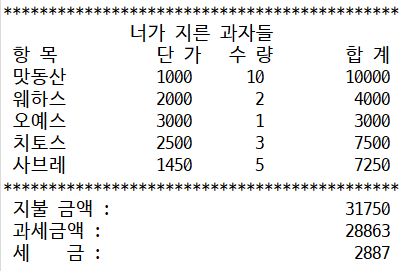 ********************************************
너가 지른 과자들
항 목 단 가 수 량 합 계
맛동산 1000 10 10000
웨하스 2000 2 4000
오예스 3000 1 3000
치토스 2500 3 7500
사브레 1450 5 7250
********************************************
지불 금액 : 31750
과세금액 : 28863
세 금 : 2887